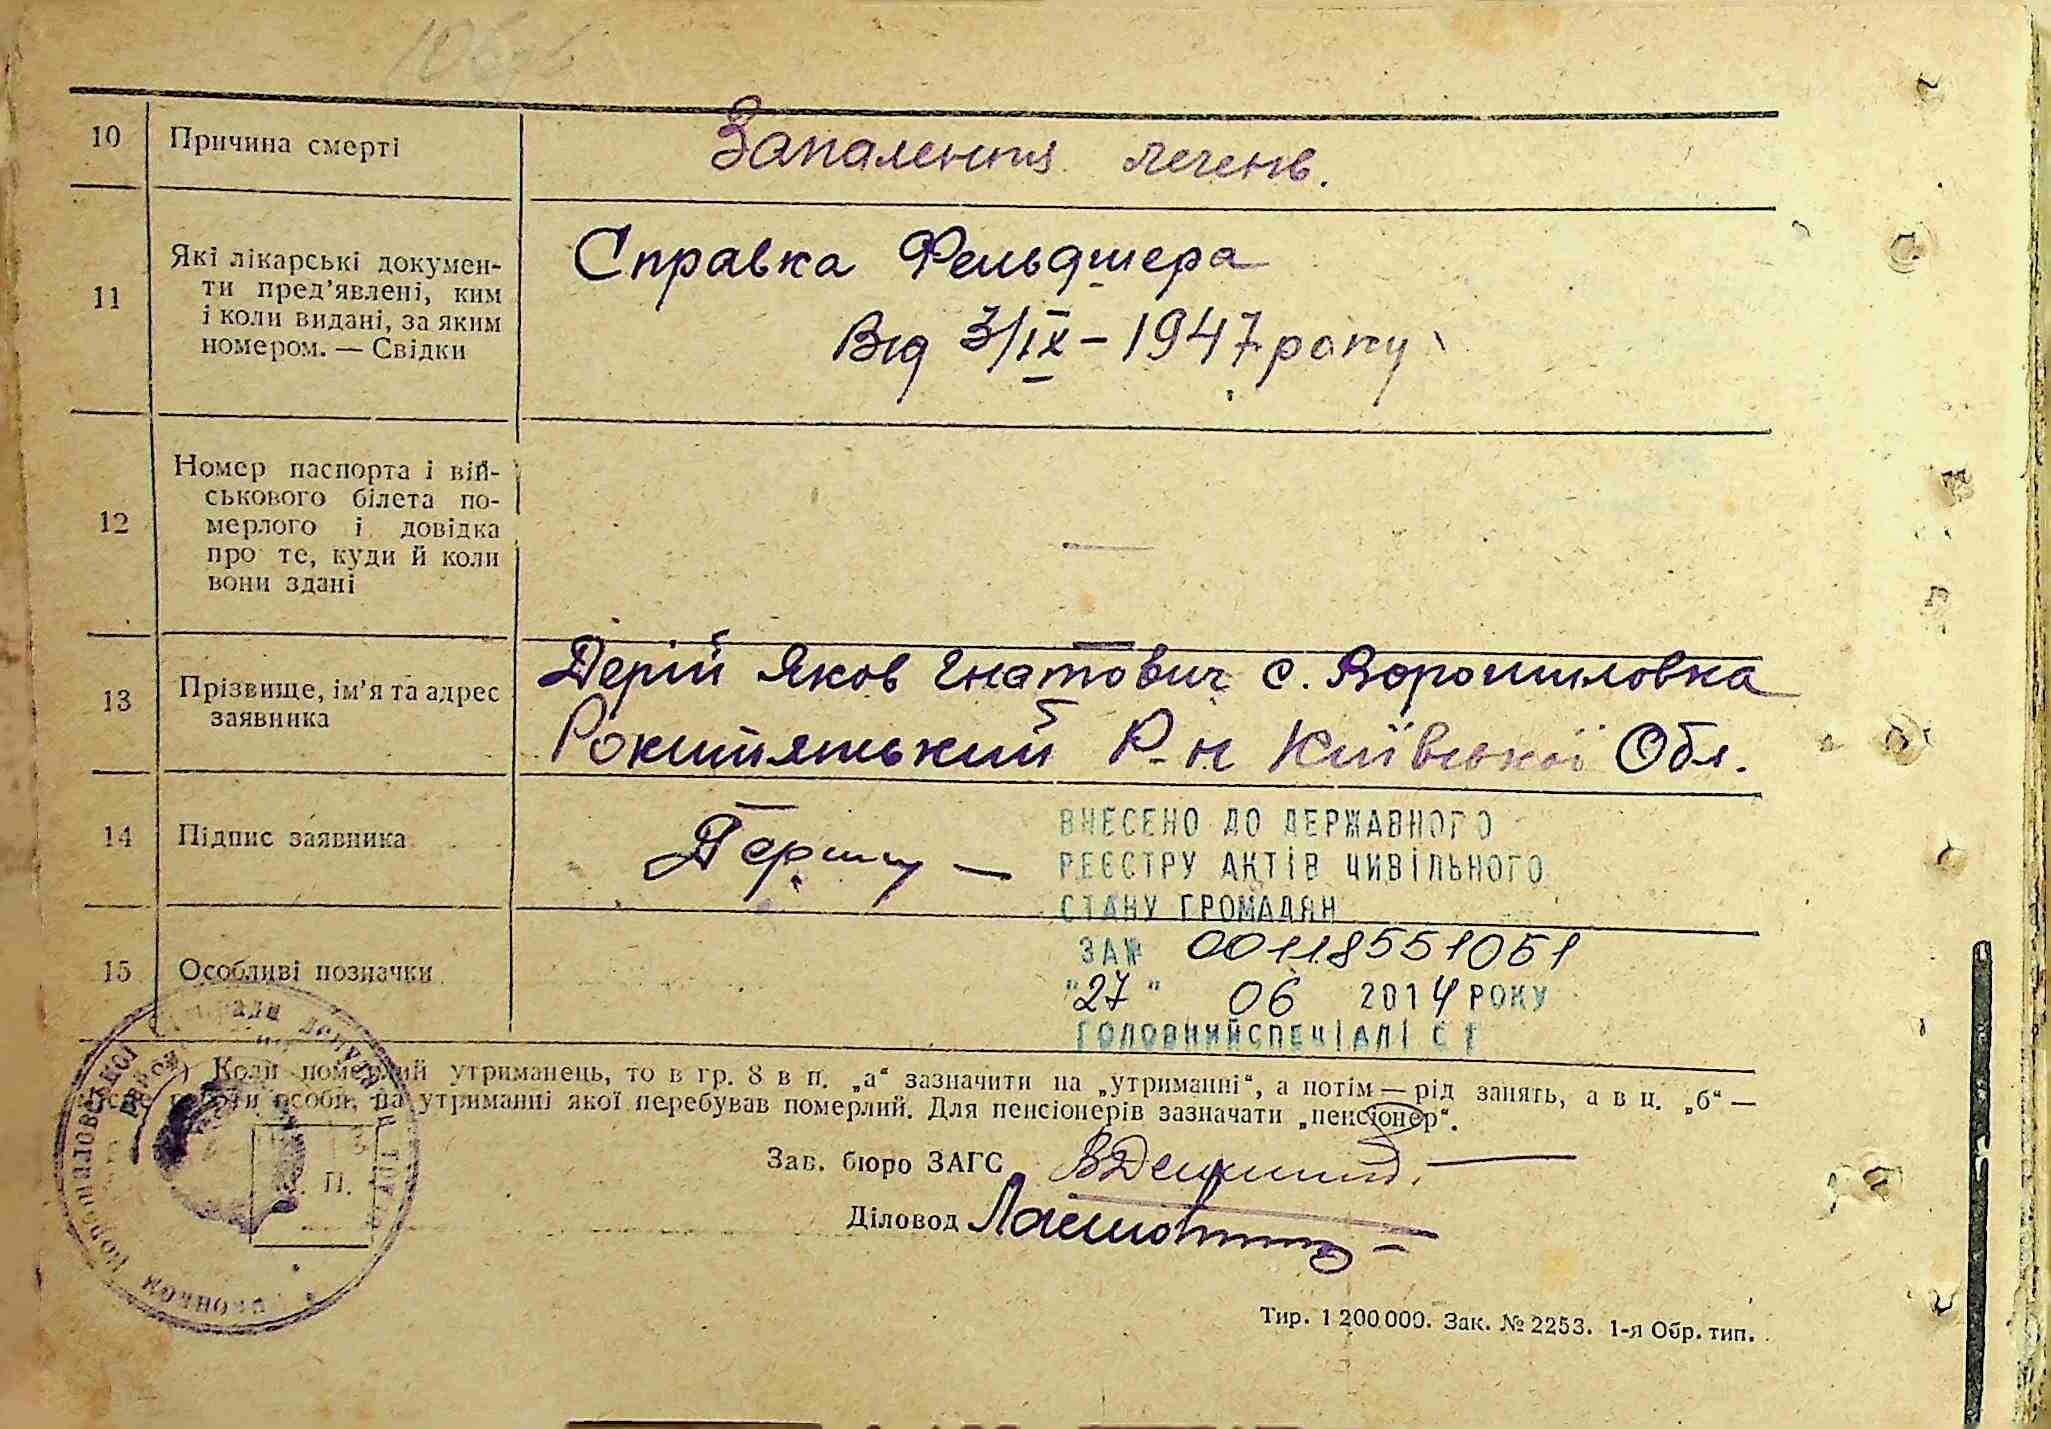 10 Причина смерті Запалення печень.
11 Які лікарські докумен-
ти пред'явлені, ким
і коли видані, за яким
номером. — Свідки
Справка Фельдшера
Від 3/IX – 1947 року
12 Номер паспорта і вій-
ськового білета по-
мерлого і довідка
про те, куди й коли
вони здані
—
13 Прізвище, ім'я та адрес
заявника
Дерій Яков Гнатович с. Ворошиловка
Рокитянський Р-н Київської Обл.
14 Підпис заявника
ВНЕСЕНО ДО ДЕРЖАВНОГО
РЕЄСТРУ АКТІВ ЦИВІЛЬНОГО
СТАНУ ГРОМАДЯН
ЗА № 00118551051
"27" 06 2014 РОКУ
ГОЛОВНИЙ СПЕЦІАЛІСТ
15 Особливі позначки
) Коли померлий утриманець, то в гр. 8 в п. „а“ зазначити на „утриманні“, а потім — рід занять, а в п. „б“ —
роботи особи, на утриманні якої перебував померлий. Для пенсіонерів зазначати „пенсіонер“.
П.
Зав. бюро ЗАГС
Діловод
Тир. 1 200 000. Зак. № 2253. 1-я Обр. тип.